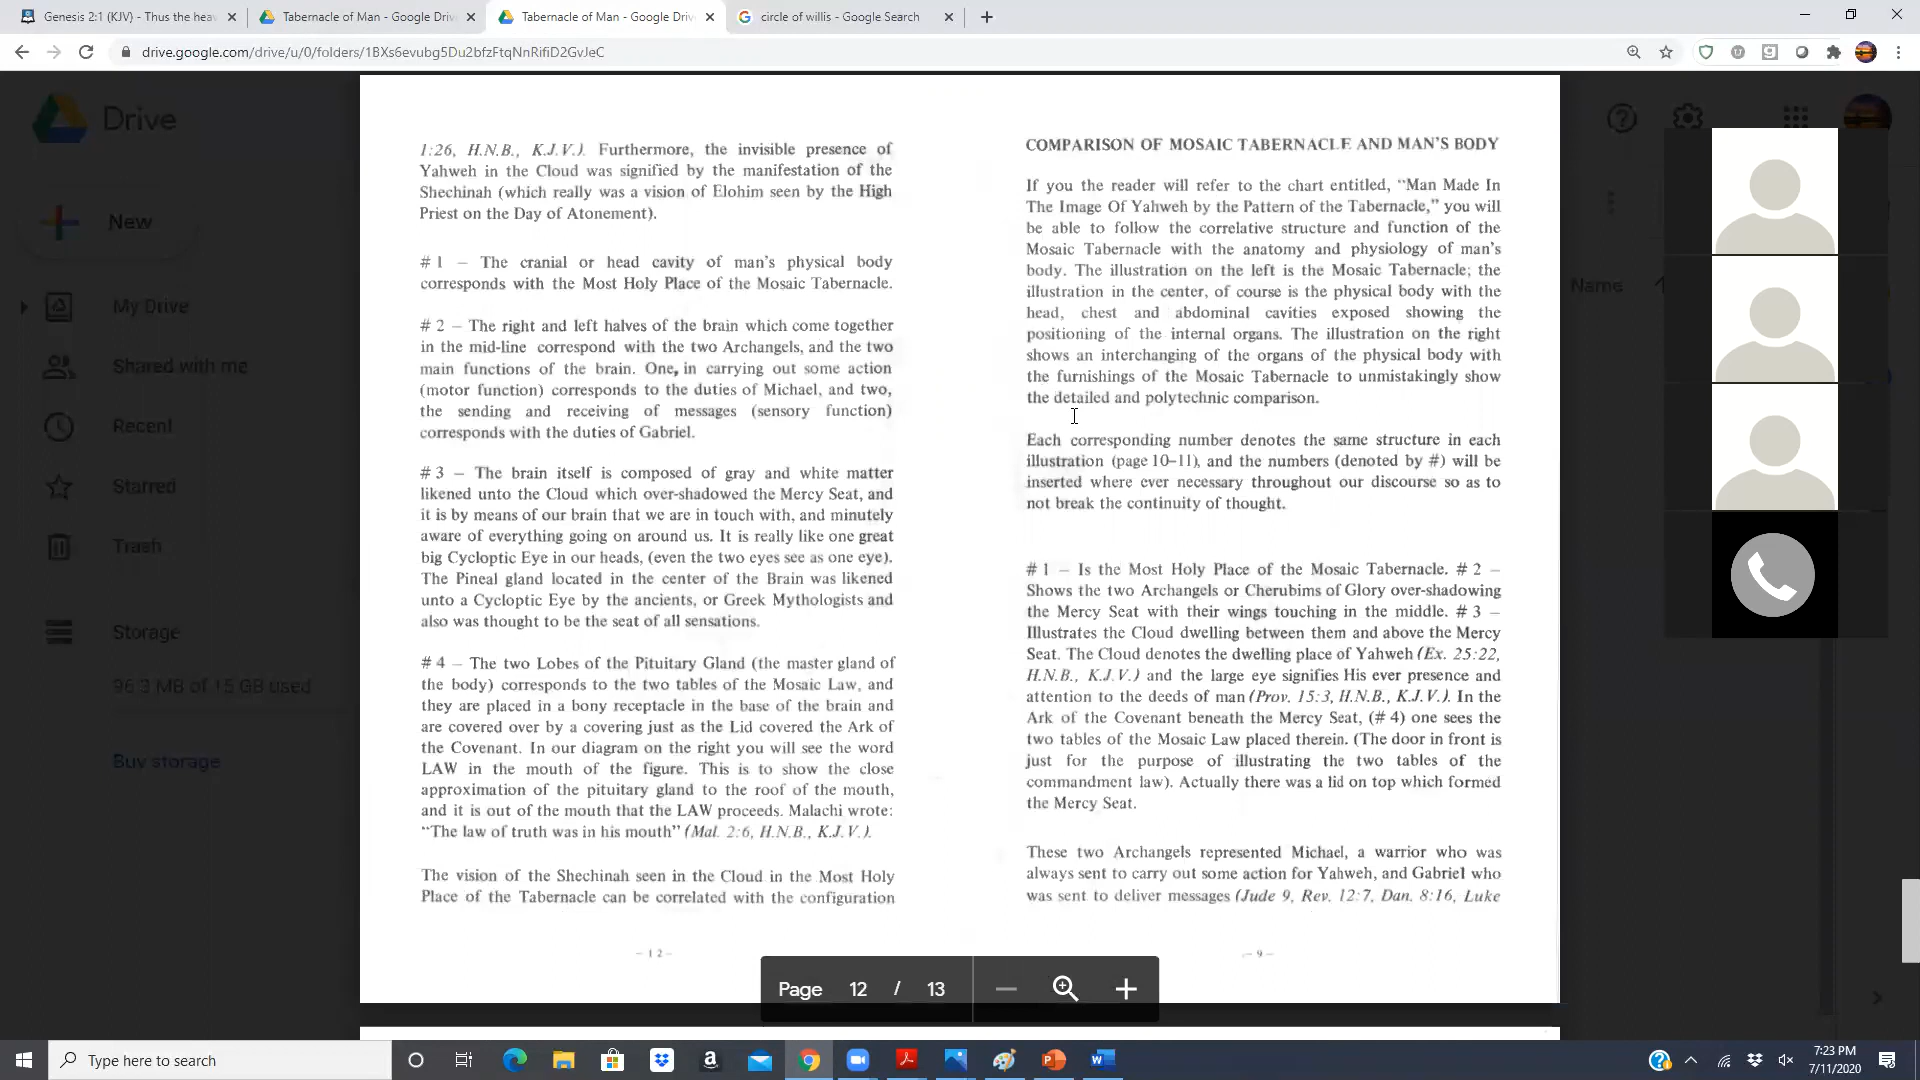 Genesis 2:1 (KJV) - Thus the hea
Tabernacle of Man - Google Driv
Tabernacle of Man - Google Driv
circle of willis - Google Search
drive.google.com/drive/u/0/folders/1BXs6evubg5Du2bfzFtqNnRifiD2GvJeC
Drive
New
My Drive
Shared with me
Recent
Starred
Trash
Storage
96.3 MB of 15 GB used
Buy storage
Name
1:26, H.N.B., K.J.V.). Furthermore, the invisible presence of
Yahweh in the Cloud was signified by the manifestation of the
Shechinah (which really was a vision of Elohim seen by the High
Priest on the Day of Atonement).
# 1 – The cranial or head cavity of man's physical body
corresponds with the Most Holy Place of the Mosaic Tabernacle.
# 2 – The right and left halves of the brain which come together
in the mid-line correspond with the two Archangels, and the two
main functions of the brain. One, in carrying out some action
(motor function) corresponds to the duties of Michael, and two,
the sending and receiving of messages (sensory function)
corresponds with the duties of Gabriel.
# 3 – The brain itself is composed of gray and white matter
likened unto the Cloud which over-shadowed the Mercy Seat, and
it is by means of our brain that we are in touch with, and minutely
aware of everything going on around us. It is really like one great
big Cycloptic Eye in our heads, (even the two eyes see as one eye).
The Pineal gland located in the center of the Brain was likened
unto a Cycloptic Eye by the ancients, or Greek Mythologists and
also was thought to be the seat of all sensations.
# 4 – The two Lobes of the Pituitary Gland (the master gland of
the body) corresponds to the two tables of the Mosaic Law, and
they are placed in a bony receptacle in the base of the brain and
are covered over by a covering just as the Lid covered the Ark of
the Covenant. In our diagram on the right you will see the word
LAW in the mouth of the figure. This is to show the close
approximation of the pituitary gland to the roof of the mouth,
and it is out of the mouth that the LAW proceeds. Malachi wrote:
"The law of truth was in his mouth" (Mal. 2:6, H.N.B., K.J.V.).
The vision of the Shechinah seen in the Cloud in the Most Holy
Place of the Tabernacle can be correlated with the configuration
– 12 –
COMPARISON OF MOSAIC TABERNACLE AND MAN'S BODY
If you the reader will refer to the chart entitled, "Man Made In
The Image Of Yahweh by the Pattern of the Tabernacle," you will
be able to follow the correlative structure and function of the
Mosaic Tabernacle with the anatomy and physiology of man's
body. The illustration on the left is the Mosaic Tabernacle; the
illustration in the center, of course is the physical body with the
head, chest and abdominal cavities exposed showing the
positioning of the internal organs. The illustration on the right
shows an interchanging of the organs of the physical body with
the furnishings of the Mosaic Tabernacle to unmistakingly show
the detailed and polytechnic comparison.
Each corresponding number denotes the same structure in each
illustration (page 10–11), and the numbers (denoted by #) will be
inserted where ever necessary throughout our discourse so as to
not break the continuity of thought.
# 1 – Is the Most Holy Place of the Mosaic Tabernacle. # 2 –
Shows the two Archangels or Cherubims of Glory over-shadowing
the Mercy Seat with their wings touching in the middle. # 3 –
Illustrates the Cloud dwelling between them and above the Mercy
Seat. The Cloud denotes the dwelling place of Yahweh (Ex. 25:22,
H.N.B., K.J.V.) and the large eye signifies His ever presence and
attention to the deeds of man (Prov. 15:3, H.N.B., K.J.V.). In the
Ark of the Covenant beneath the Mercy Seat, (# 4) one sees the
two tables of the Mosaic Law placed therein. (The door in front is
just for the purpose of illustrating the two tables of the
commandment law). Actually there was a lid on top which formed
the Mercy Seat.
These two Archangels represented Michael, a warrior who was
always sent to carry out some action for Yahweh, and Gabriel who
was sent to deliver messages (Jude 9, Rev. 12:7, Dan. 8:16, Luke
– 9 –
Page 12 / 13
Type here to search
7:23 PM
7/11/2020